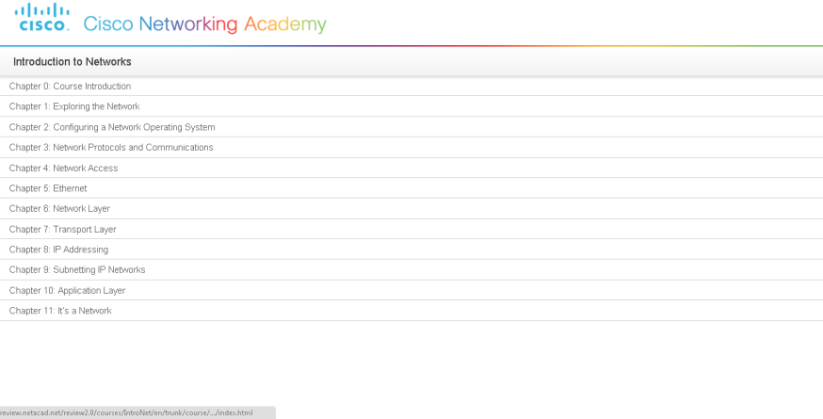 CISCO. Cisco Networking Academy
Introduction to Networks
Chapter 0: Course Introduction
Chapter 1: Exploring the Network
Chapter 2: Configuring a Network Operating System
Chapter 3: Network Protocols and Communications
Chapter 4: Network Access
Chapter 5: Ethernet
Chapter 6: Network Layer
Chapter 7: Transport Layer
Chapter 8: IP Addressing
Chapter 9: Subnetting IP Networks
Chapter 10: Application Layer
Chapter 11: It's a Network
review.netacad.net/review2.0/courses/IntroNet/en/trunk/course/.../index.html